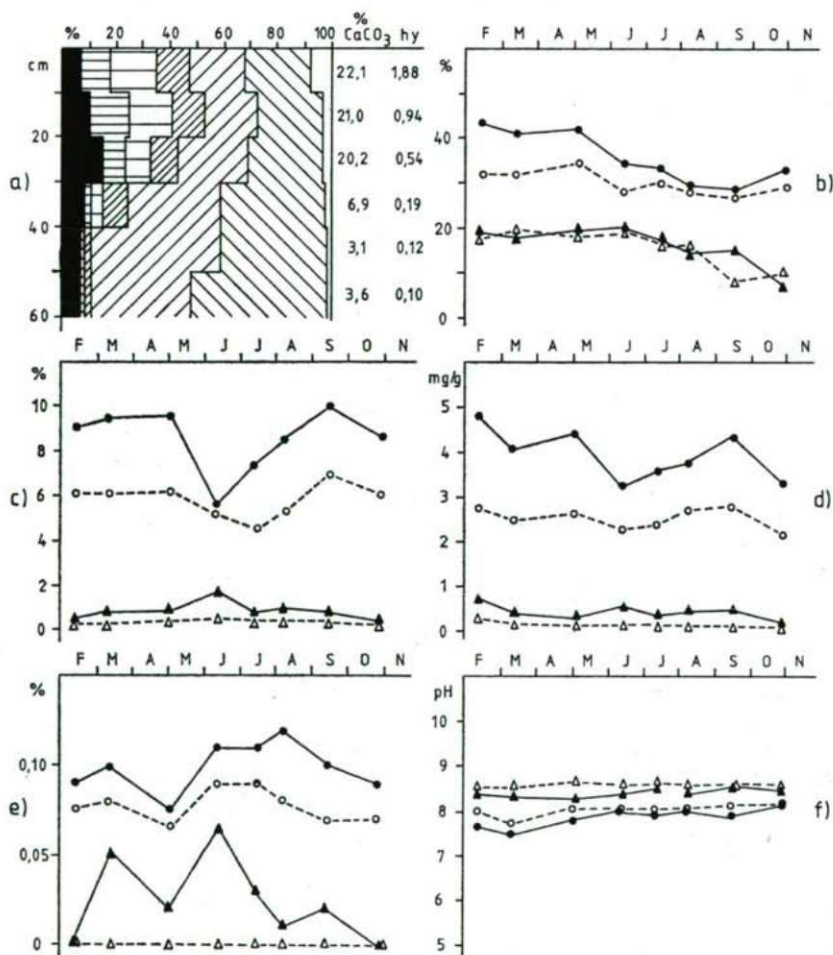 %
% 20 40 60 80 100 CaCO3 hy
cm
22,1 1,88
21,0 0,94
20
20,2 0,54
a)
6,9 0,19
40
3,1 0,12
3,6 0,10
60
F M A M J J A S O N
%
40
b)
20
0
F M A M J J A S O N
%
10
8
c) 6
4
2
0
F M A M J J A S O N
mg/g
5
4
3 d)
2
1
0
F M A M J J A S O N
%
0,10
e)
0,05
0
F M A M J J A S O N
pH
10
9
8 f)
7
6
5